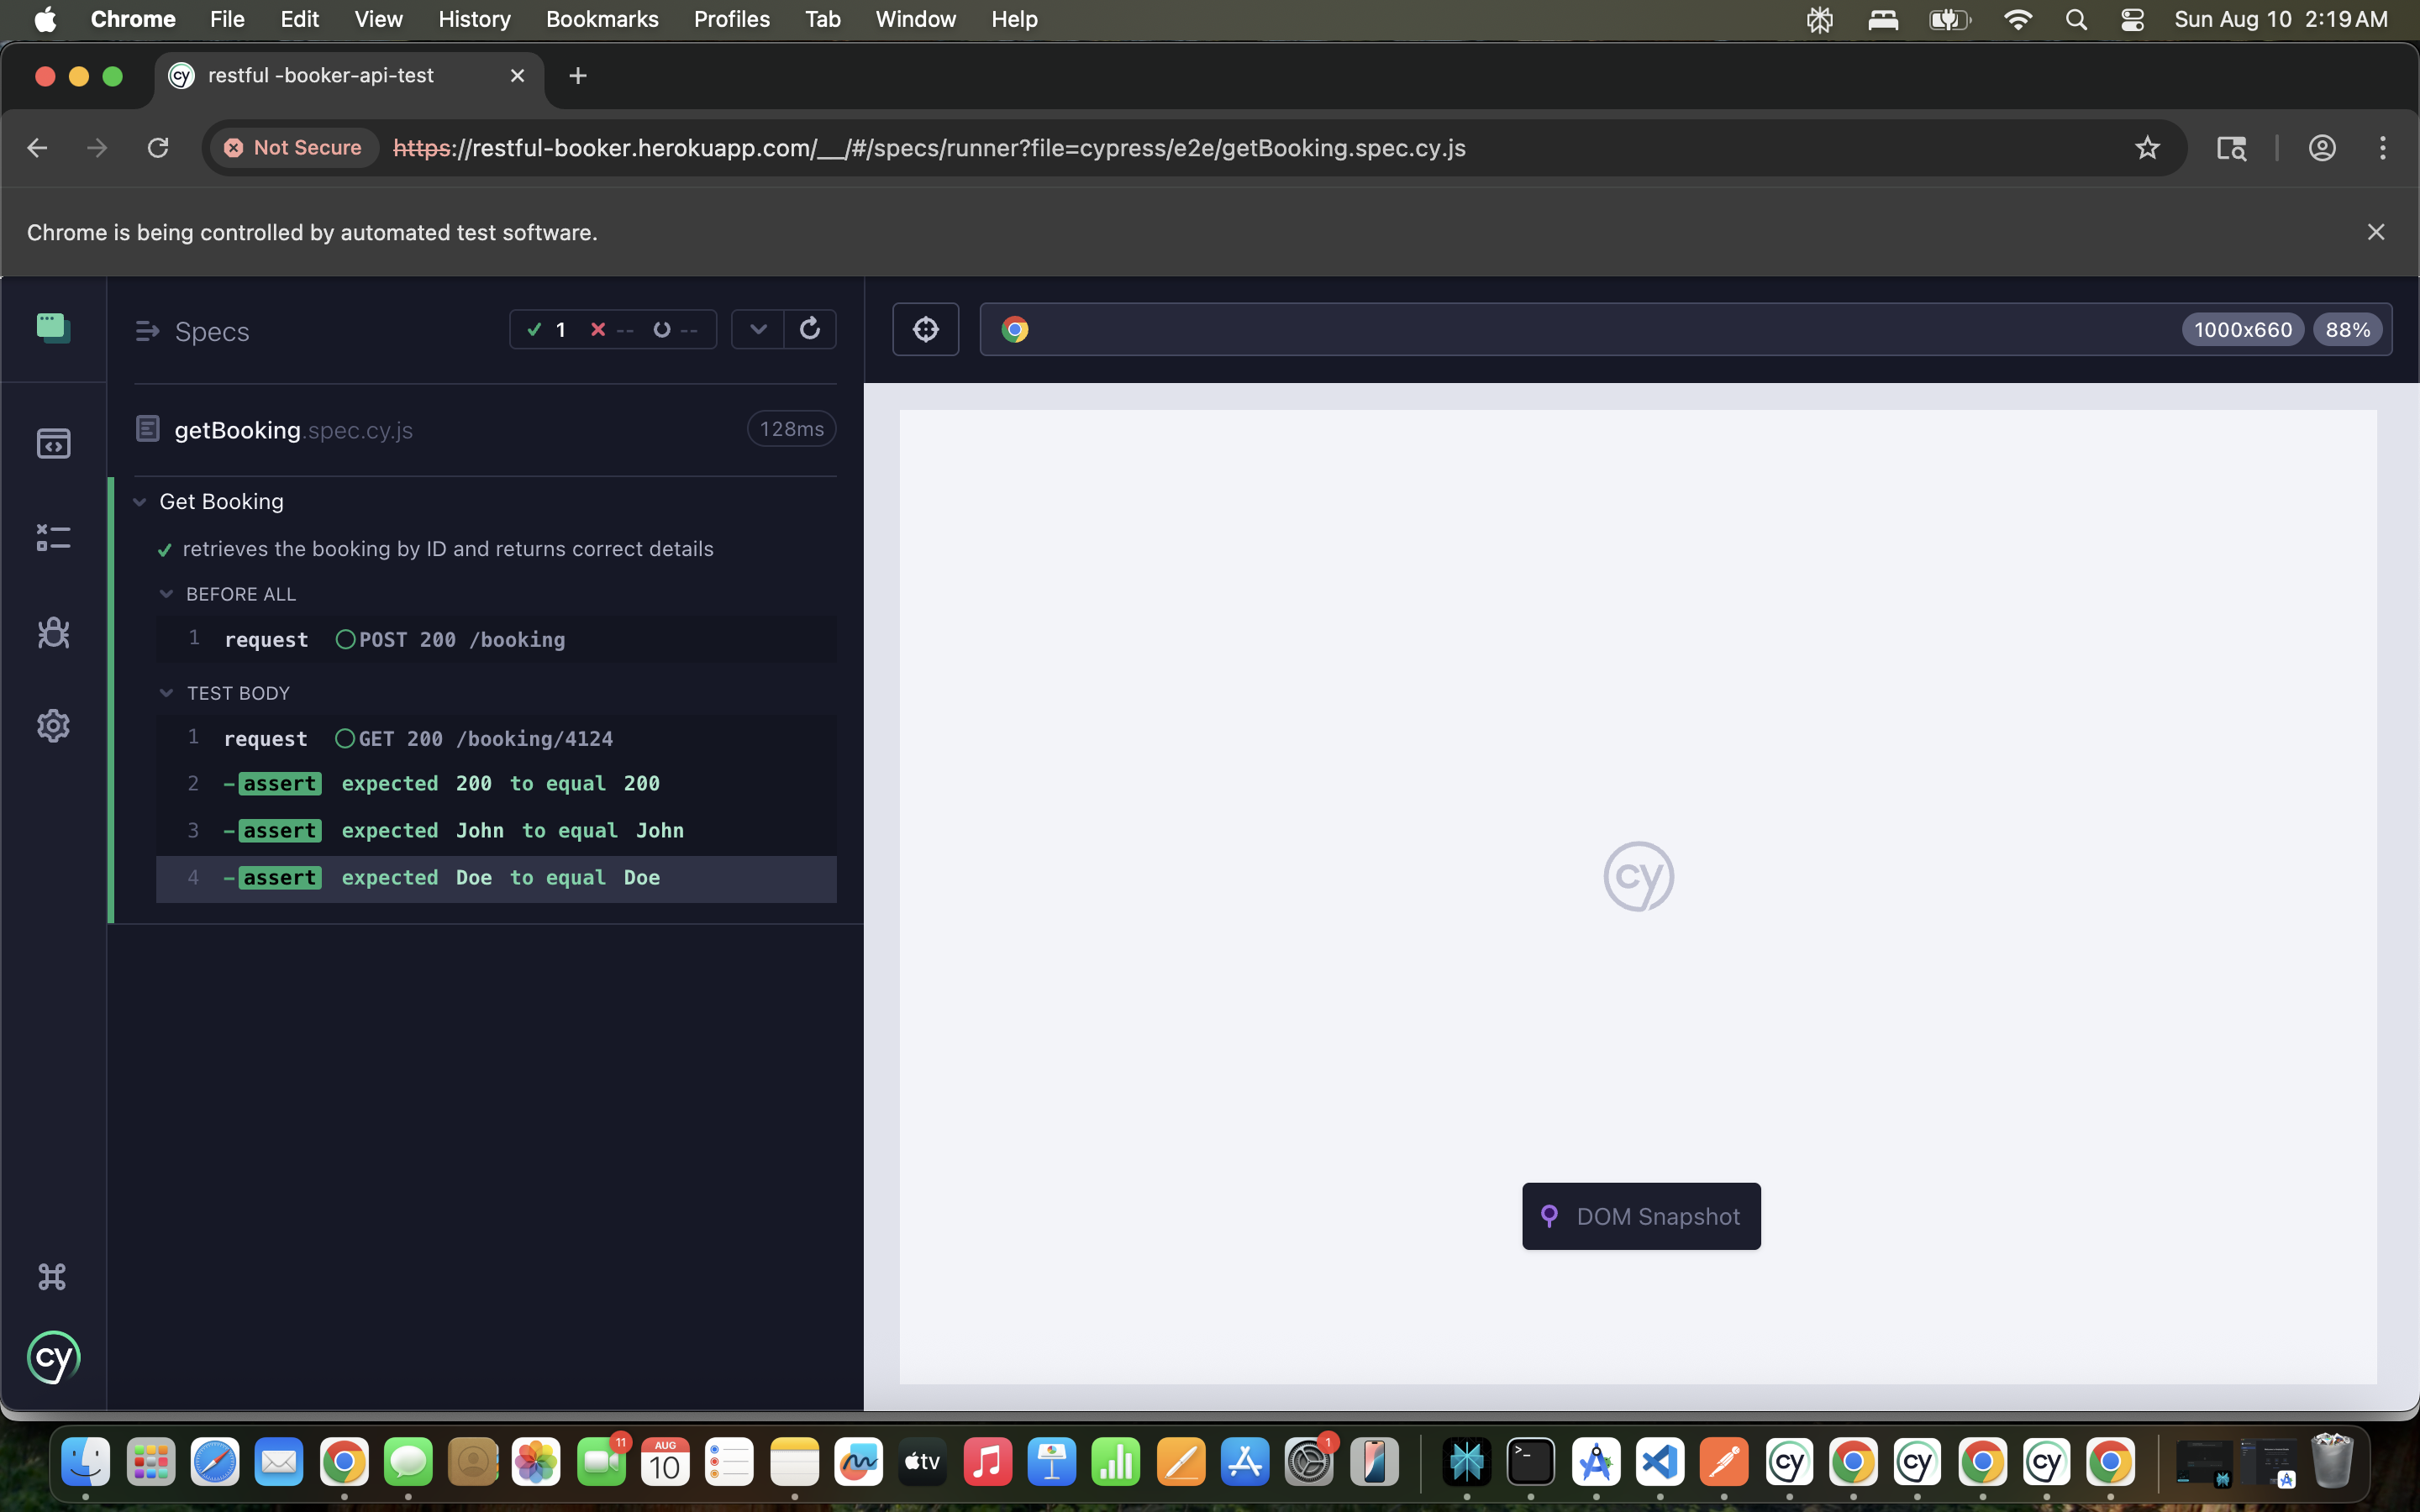 Chrome File Edit View History Bookmarks Profiles Tab Window Help Sun Aug 10 2:19 AM
restful -booker-api-test
Not Secure https://restful-booker.herokuapp.com/__/#/specs/runner?file=cypress/e2e/getBooking.spec.cy.js
Chrome is being controlled by automated test software.
Specs 1 -- -- 1000x660 88%
getBooking.spec.cy.js 128ms
Get Booking
retrieves the booking by ID and returns correct details
BEFORE ALL
1 request POST 200 /booking
TEST BODY
1 request GET 200 /booking/4124
2 -assert expected 200 to equal 200
3 -assert expected John to equal John
4 -assert expected Doe to equal Doe
cy
DOM Snapshot
cy
11 AUG 10 tv 1 >_ cy cy cy